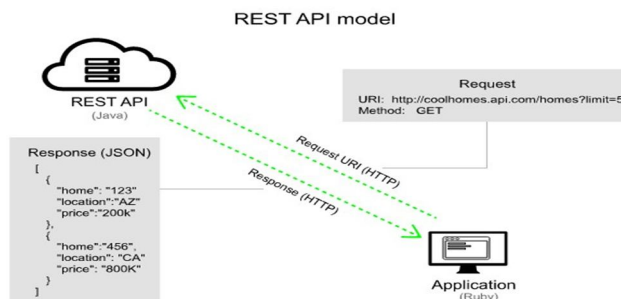 REST API model
REST API
(Java)
Request
URI: http://coolhomes.api.com/homes?limit=5
Method: GET
Request URI (HTTP)
Response (HTTP)
Response (JSON)
[
{
"home": "123"
"location":"AZ"
"price":"200k"
},
{
"home":"456",
"location": "CA"
"price": "800K"
}
]
Application
(Ruby)